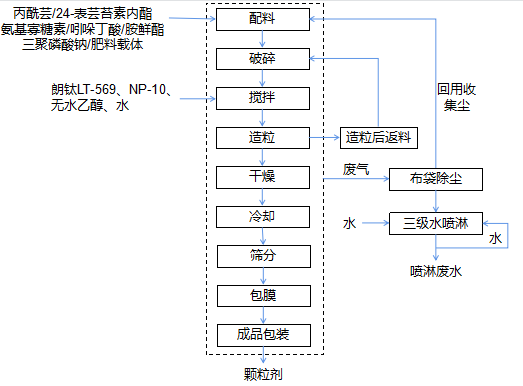 丙酰芸/24-表芸苔素内酯
氨基寡糖素/吲哚丁酸/胺鲜酯
三聚磷酸钠/肥料载体
配料
破碎
朗钛LT-569、NP-10、
无水乙醇、水
搅拌
回用收
集尘
造粒
造粒后返料
干燥
废气
布袋除尘
冷却
水
三级水喷淋
水
筛分
喷淋废水
包膜
成品包装
颗粒剂